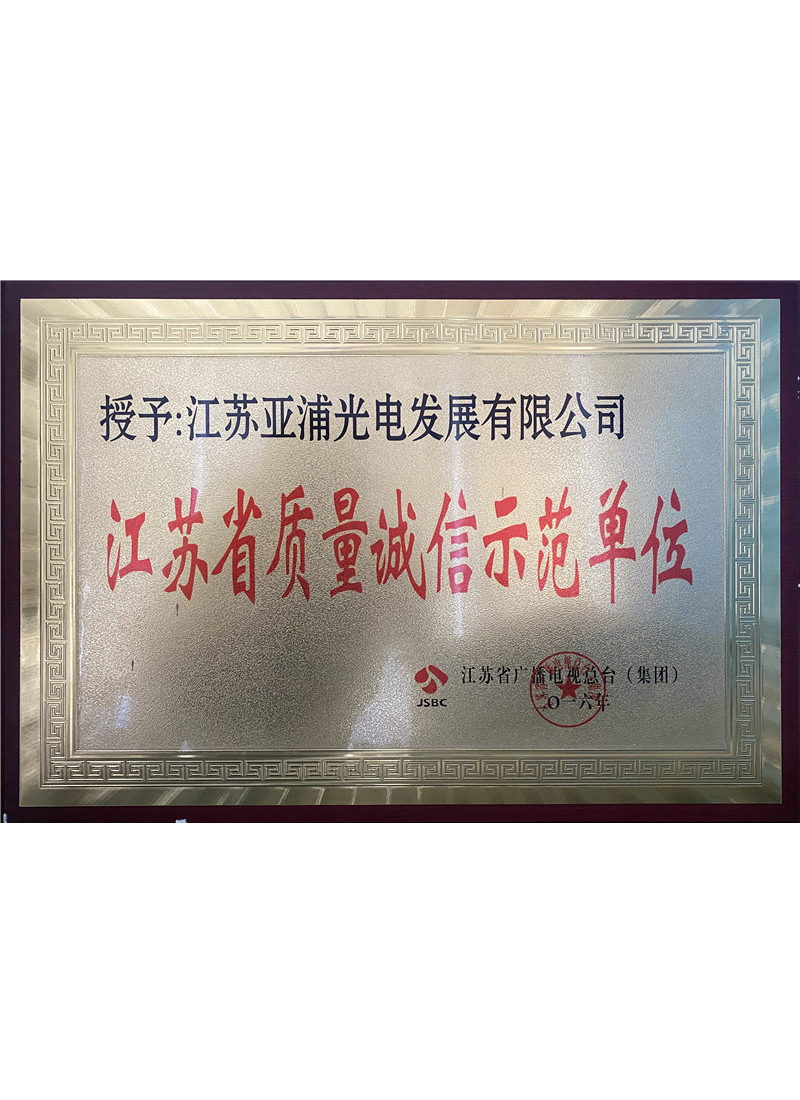 授予:江苏亚浦光电发展有限公司
江苏省质量诚信示范单位
JSBC
江苏省广播电视总台（集团）
二〇一六年